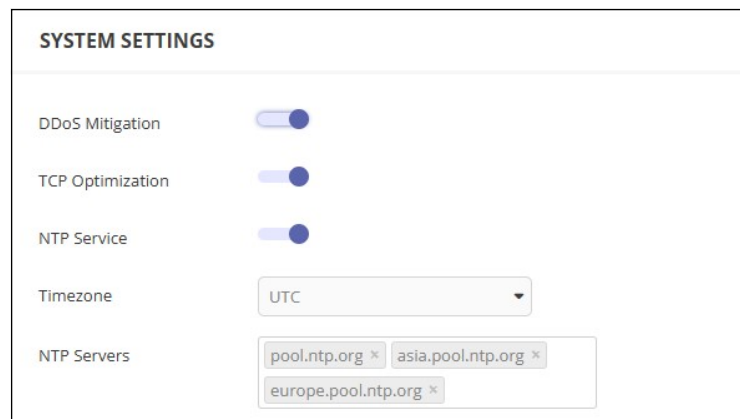 SYSTEM SETTINGS
DDoS Mitigation
TCP Optimization
NTP Service
Timezone UTC
NTP Servers pool.ntp.org × asia.pool.ntp.org ×
europe.pool.ntp.org ×